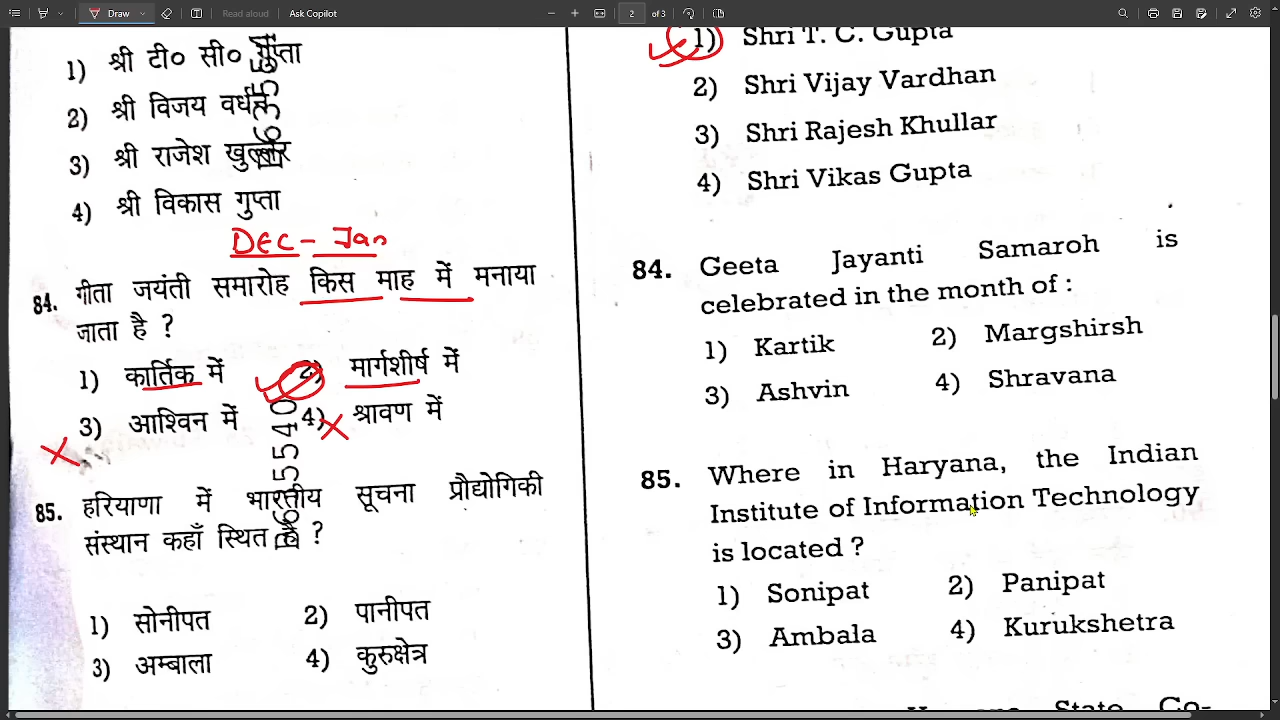 Draw
Read aloud
Ask Copilot
2 of 3
1) श्री टी० सी० गुप्ता
2) श्री विजय वर्धन
3) श्री राजेश खुल्लर
4) श्री विकास गुप्ता
DEC - Jan
84. गीता जयंती समारोह किस माह में मनाया
जाता है ?
1) कार्तिक में 2) मार्गशीर्ष में
3) आश्विन में 4) श्रावण में
85. हरियाणा में भारतीय सूचना प्रौद्योगिकी
संस्थान कहाँ स्थित है ?
1) सोनीपत 2) पानीपत
3) अम्बाला 4) कुरुक्षेत्र
1) Shri T. C. Gupta
2) Shri Vijay Vardhan
3) Shri Rajesh Khullar
4) Shri Vikas Gupta
84. Geeta Jayanti Samaroh is
celebrated in the month of :
1) Kartik 2) Margshirsh
3) Ashvin 4) Shravana
85. Where in Haryana, the Indian
Institute of Information Technology
is located ?
1) Sonipat 2) Panipat
3) Ambala 4) Kurukshetra
State Co-